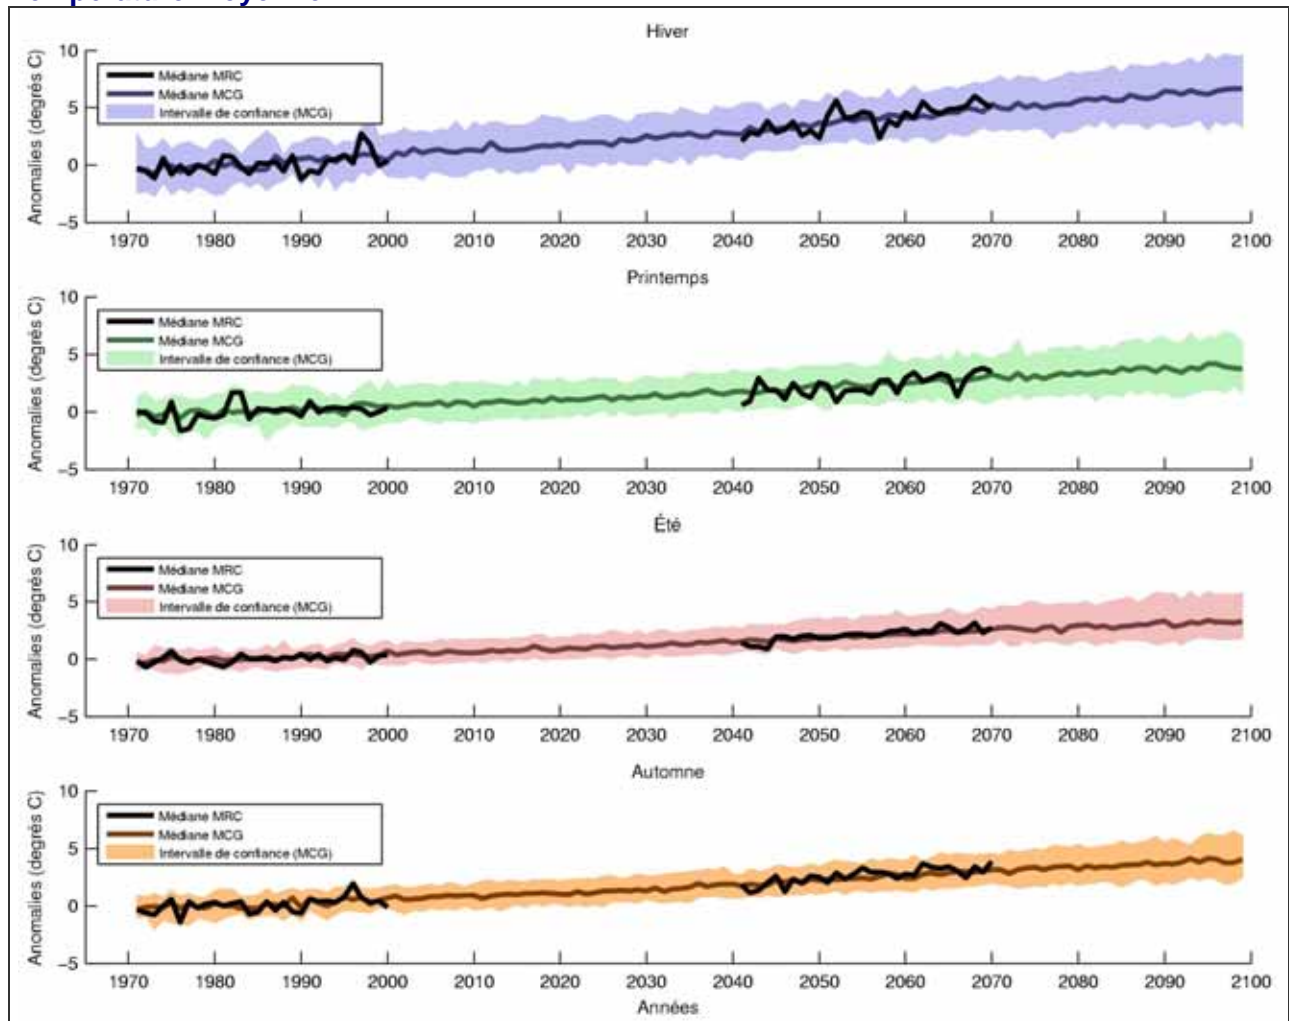 Hiver
Anomalies (degrés C)
10
5
0
−5
Médiane MRC
Médiane MCG
Intervalle de confiance (MCG)
1970 1980 1990 2000 2010 2020 2030 2040 2050 2060 2070 2080 2090 2100
Printemps
Anomalies (degrés C)
10
5
0
−5
Médiane MRC
Médiane MCG
Intervalle de confiance (MCG)
1970 1980 1990 2000 2010 2020 2030 2040 2050 2060 2070 2080 2090 2100
Été
Anomalies (degrés C)
10
5
0
−5
Médiane MRC
Médiane MCG
Intervalle de confiance (MCG)
1970 1980 1990 2000 2010 2020 2030 2040 2050 2060 2070 2080 2090 2100
Automne
Anomalies (degrés C)
10
5
0
−5
Médiane MRC
Médiane MCG
Intervalle de confiance (MCG)
1970 1980 1990 2000 2010 2020 2030 2040 2050 2060 2070 2080 2090 2100
Années